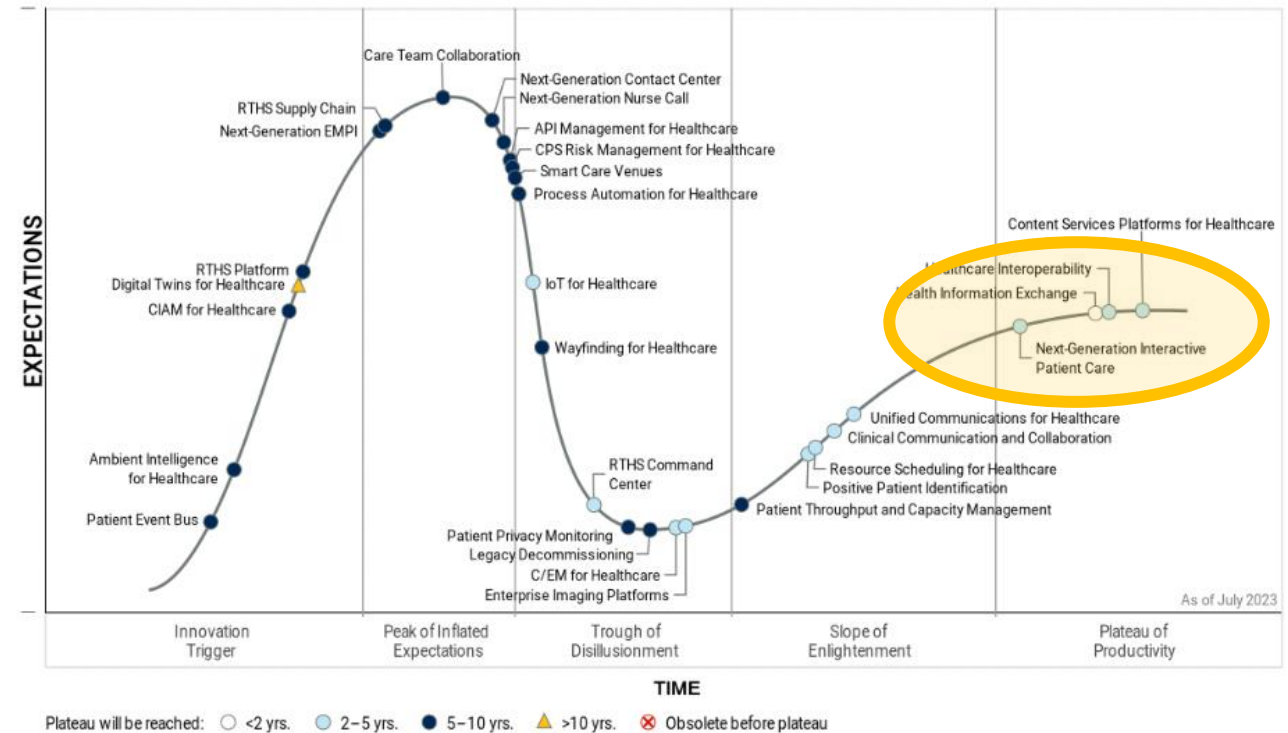 Care Team Collaboration
Next-Generation Contact Center
RTHS Supply Chain
Next-Generation Nurse Call
Next-Generation EMPI
API Management for Healthcare
CPS Risk Management for Healthcare
Smart Care Venues
Process Automation for Healthcare
Content Services Platforms for Healthcare
RTHS Platform
Healthcare Interoperability
Digital Twins for Healthcare
IoT for Healthcare
Health Information Exchange
CIAM for Healthcare
Wayfinding for Healthcare
Next-Generation Interactive
Patient Care
EXPECTATIONS
Unified Communications for Healthcare
Clinical Communication and Collaboration
Ambient Intelligence
for Healthcare
RTHS Command
Center
Resource Scheduling for Healthcare
Positive Patient Identification
Patient Event Bus
Patient Throughput and Capacity Management
Patient Privacy Monitoring
Legacy Decommissioning
C/EM for Healthcare
Enterprise Imaging Platforms
As of July 2023
Innovation
Trigger
Peak of Inflated
Expectations
Trough of
Disillusionment
Slope of
Enlightenment
Plateau of
Productivity
TIME
Plateau will be reached: <2 yrs. 2–5 yrs. 5–10 yrs. >10 yrs. Obsolete before plateau